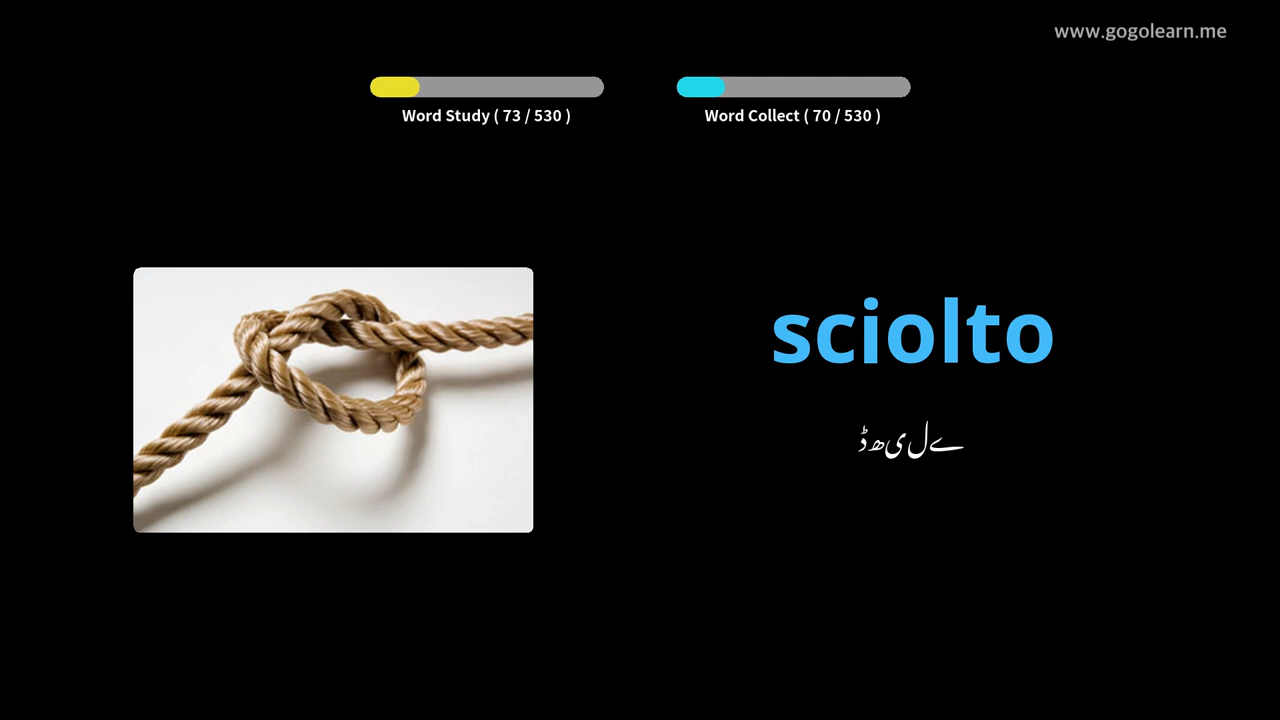 www.gogolearn.me
Word Study ( 73 / 530 )
Word Collect ( 70 / 530 )
sciolto
ڈھیلے